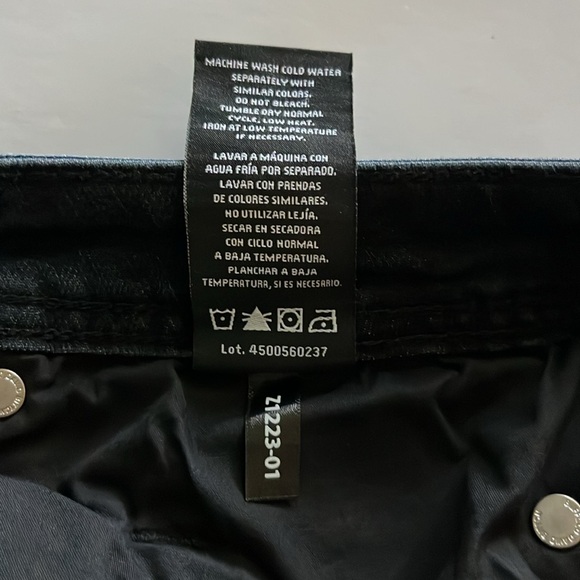 MACHINE WASH COLD WATER
SEPARATELY WITH
SIMILAR COLORS.
DO NOT BLEACH.
TUMBLE DRY NORMAL
CYCLE. LOW HEAT.
IRON AT LOW TEMPERATURE
IF NECESSARY.
LAVAR A MÁQUINA CON
AGUA FRÍA POR SEPARADO.
LAVAR CON PRENDAS
DE COLORES SIMILARES.
NO UTILIZAR LEJÍA.
SECAR EN SECADORA
CON CICLO NORMAL
A BAJA TEMPERATURA.
PLANCHAR A BAJA
TEMPERATURA, SI ES NECESARIO.
Lot. 4500560237
Z1223-01